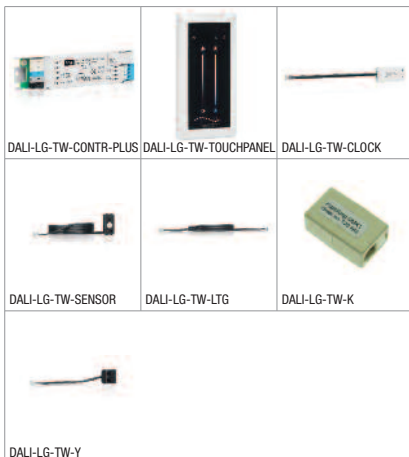 DALI-LG-TW-CONTR-PLUS
DALI-LG-TW-TOUCHPANEL
DALI-LG-TW-CLOCK
DALI-LG-TW-SENSOR
DALI-LG-TW-LTG
DALI-LG-TW-K
DALI-LG-TW-Y